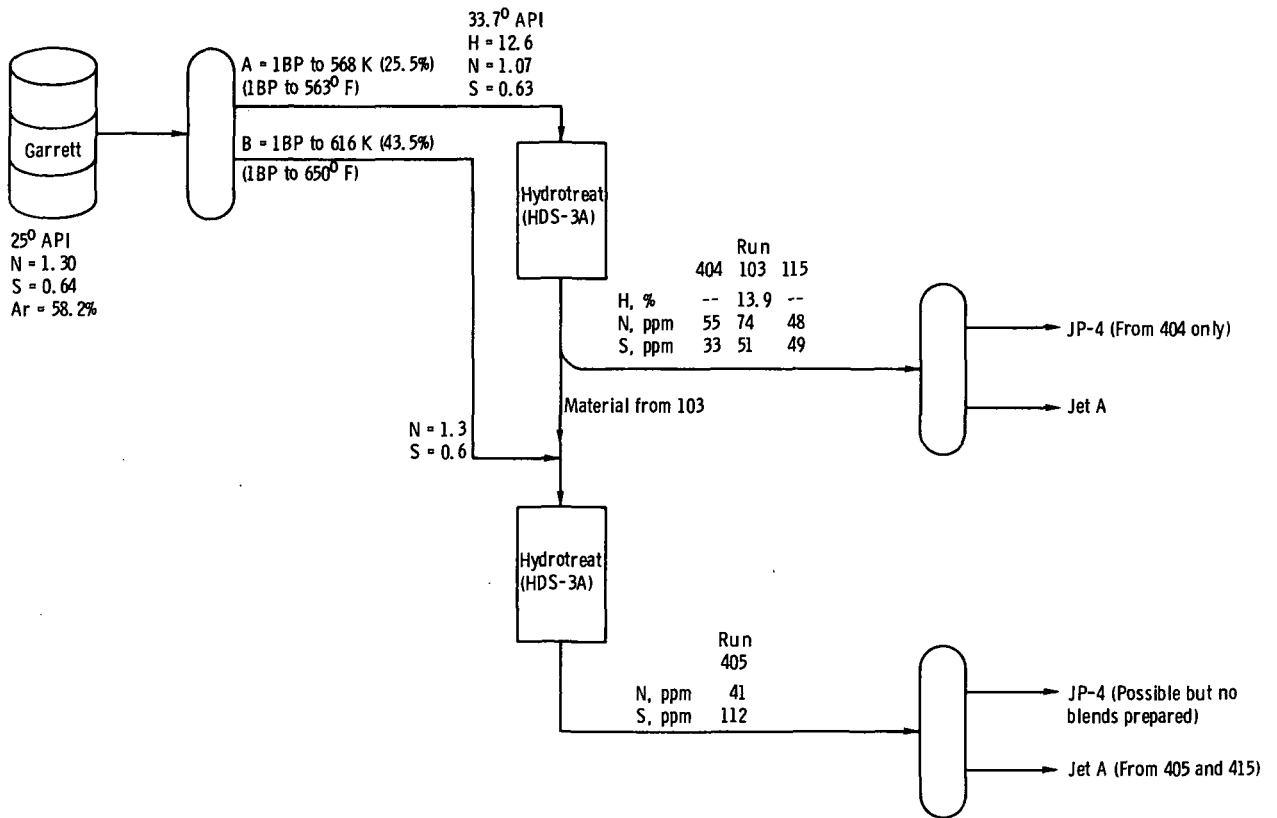 33.7⁰ API
H = 12.6
N = 1.07
S = 0.63
A = 1BP to 568 K (25.5%)
(1BP to 563⁰ F)
B = 1BP to 616 K (43.5%)
(1BP to 650⁰ F)
Garrett
25⁰ API
N = 1.30
S = 0.64
Ar = 58.2%
Hydrotreat
(HDS-3A)
Run
404 103 115
H, % -- 13.9 --
N, ppm 55 74 48
S, ppm 33 51 49
JP-4 (From 404 only)
Jet A
Material from 103
N = 1.3
S = 0.6
Hydrotreat
(HDS-3A)
Run
405
N, ppm 41
S, ppm 112
JP-4 (Possible but no
blends prepared)
Jet A (From 405 and 415)